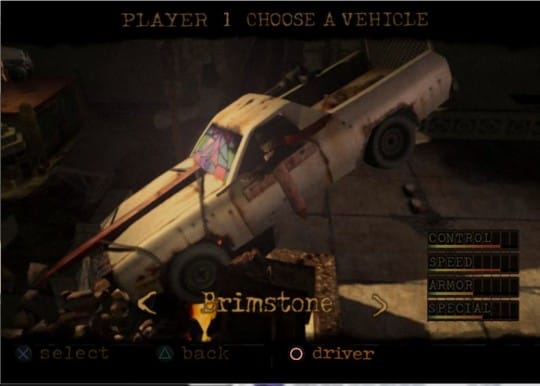 PLAYER 1 CHOOSE A VEHICLE
CONTROL
SPEED
ARMOR
SPECIAL
< Brimstone >
select back driver